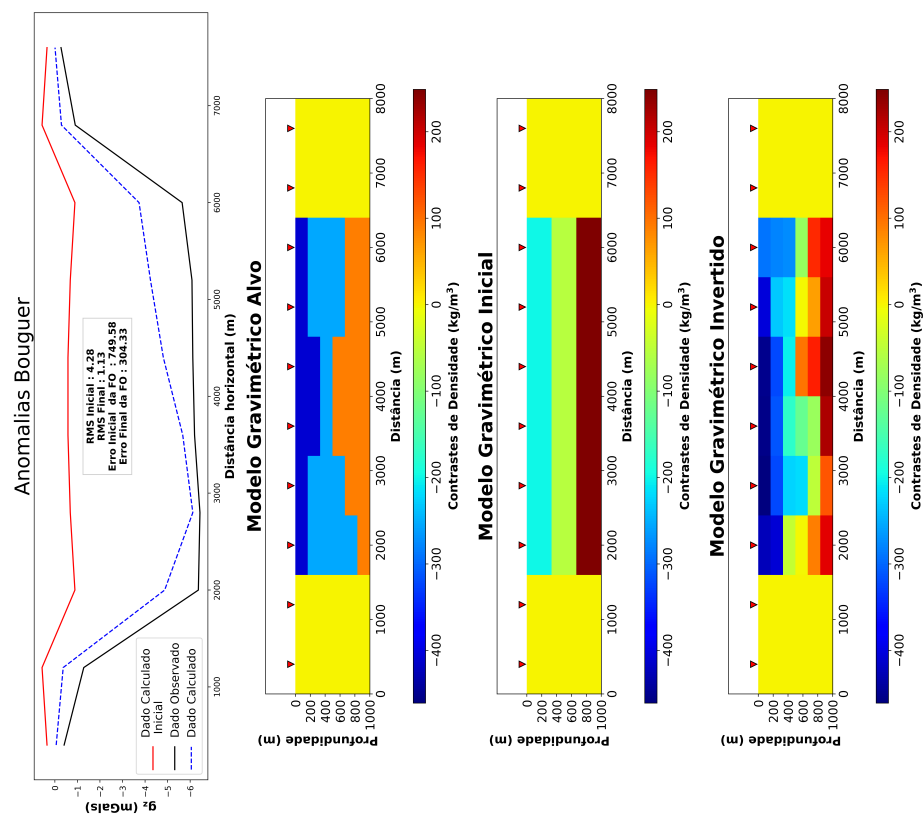 Anomalias Bouguer
g_z (mGals)
0
−1
−2
−3
−4
−5
−6
RMS Inicial : 4.28
RMS Final : 1.13
Erro Inicial da FO : 749.58
Erro Final da FO : 304.33
Dado Calculado
Inicial
Dado Observado
Dado Calculado
1000 2000 3000 4000 5000 6000 7000
Distância horizontal (m)
Modelo Gravimétrico Alvo
Profundidade (m)
0
200
400
600
800
1000
0 1000 2000 3000 4000 5000 6000 7000 8000
Distância (m)
−400 −300 −200 −100 0 100 200
Contrastes de Densidade (kg/m³)
Modelo Gravimétrico Inicial
Profundidade (m)
0
200
400
600
800
1000
0 1000 2000 3000 4000 5000 6000 7000 8000
Distância (m)
Contrastes de Densidade (kg/m³)
−400 −300 −200 −100 0 100 200
Modelo Gravimétrico Invertido
Profundidade (m)
0
200
400
600
800
1000
0 1000 2000 3000 4000 5000 6000 7000 8000
Distância (m)
Contrastes de Densidade (kg/m³)
−400 −300 −200 −100 0 100 200